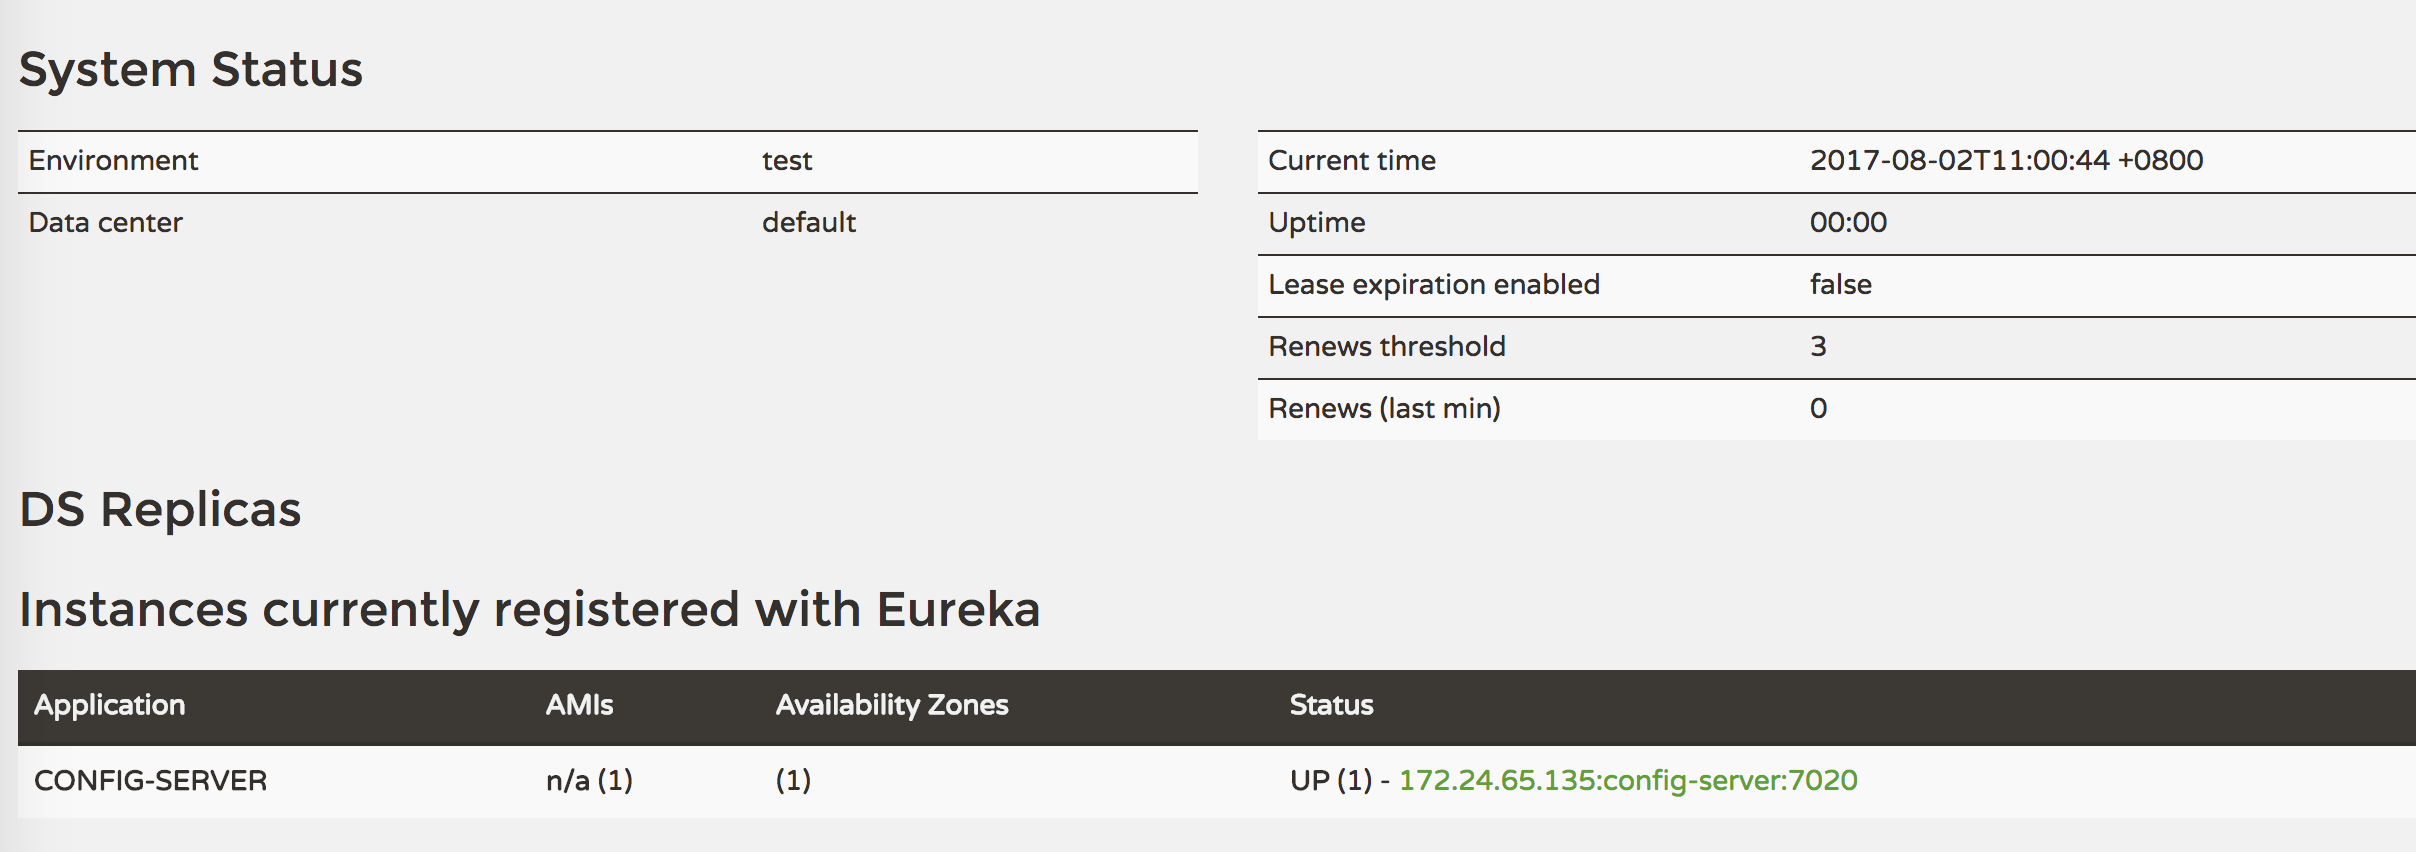 System Status
Environment test
Data center default
Current time 2017-08-02T11:00:44 +0800
Uptime 00:00
Lease expiration enabled false
Renews threshold 3
Renews (last min) 0
DS Replicas
Instances currently registered with Eureka
Application AMIs Availability Zones Status
CONFIG-SERVER n/a (1) (1) UP (1) - 172.24.65.135:config-server:7020